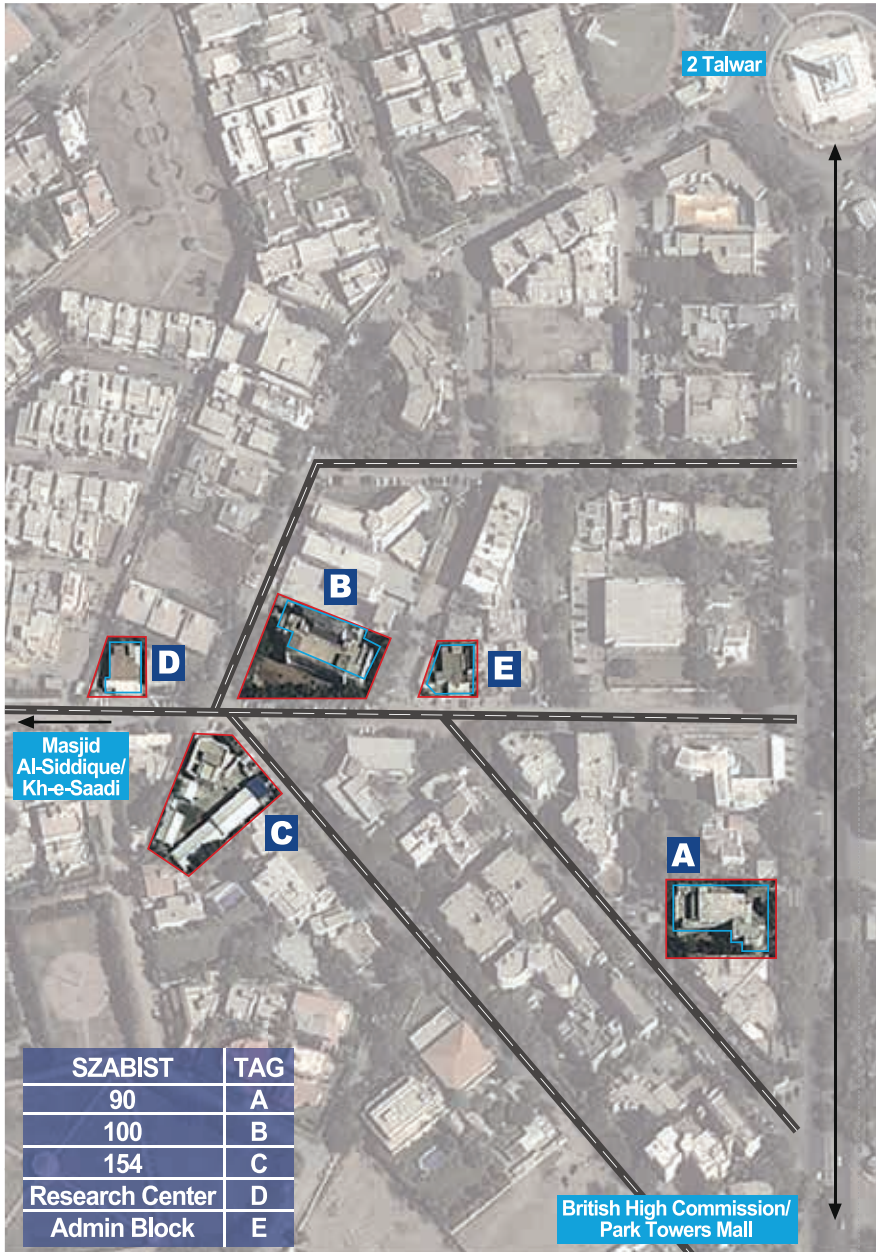 2 Talwar
B
D
E
Masjid
Al-Siddique/
Kh-e-Saadi
C
A
SZABIST TAG
90 A
100 B
154 C
Research Center D
Admin Block E
British High Commission/
Park Towers Mall